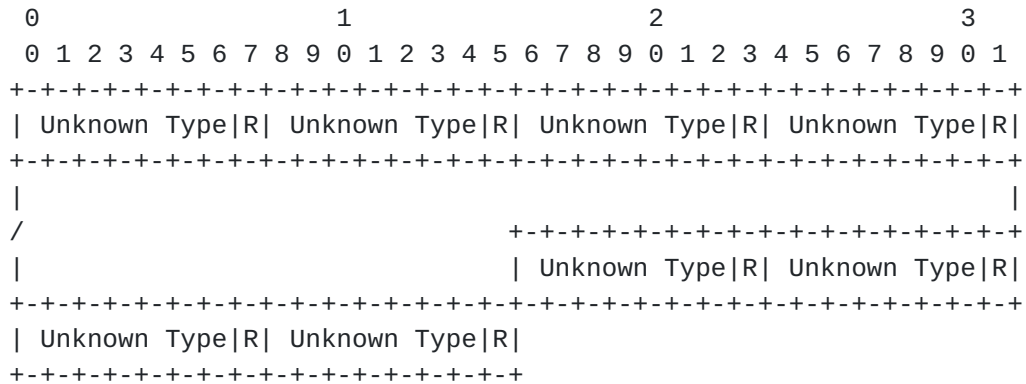 0                   1                   2                   3
 0 1 2 3 4 5 6 7 8 9 0 1 2 3 4 5 6 7 8 9 0 1 2 3 4 5 6 7 8 9 0 1
+-+-+-+-+-+-+-+-+-+-+-+-+-+-+-+-+-+-+-+-+-+-+-+-+-+-+-+-+-+-+-+-+
| Unknown Type|R| Unknown Type|R| Unknown Type|R| Unknown Type|R|
+-+-+-+-+-+-+-+-+-+-+-+-+-+-+-+-+-+-+-+-+-+-+-+-+-+-+-+-+-+-+-+-+
|                                                               |
/                               +-+-+-+-+-+-+-+-+-+-+-+-+-+-+-+-+
|                               | Unknown Type|R| Unknown Type|R|
+-+-+-+-+-+-+-+-+-+-+-+-+-+-+-+-+-+-+-+-+-+-+-+-+-+-+-+-+-+-+-+-+
| Unknown Type|R| Unknown Type|R|
+-+-+-+-+-+-+-+-+-+-+-+-+-+-+-+-+